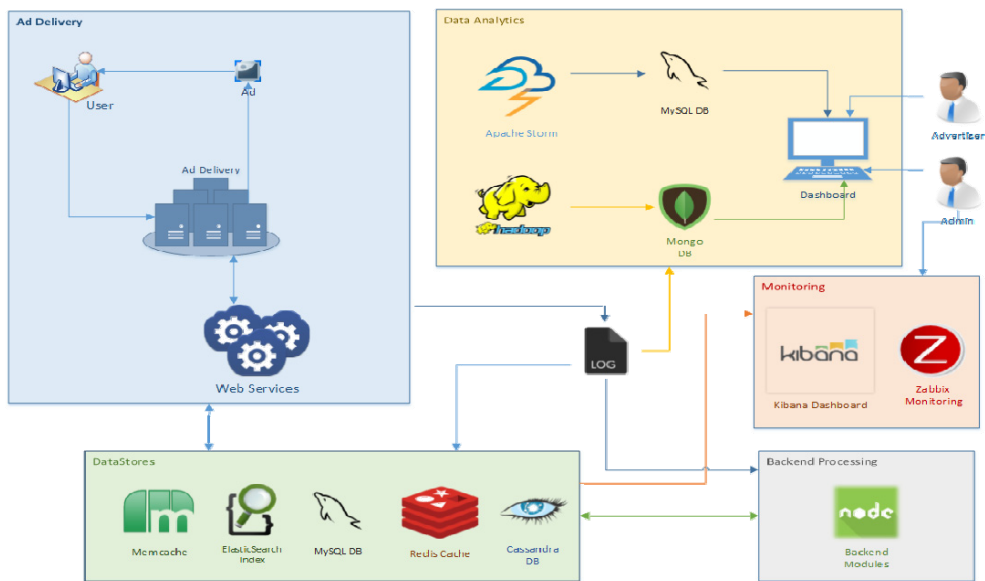 Ad Delivery
User
Ad
Ad Delivery
Web Services
Data Analytics
Apache Storm
MySQL DB
hadoop
Mongo
DB
Dashboard
Advertiser
Admin
LOG
Monitoring
kibana
Kibana Dashboard
Z
Zabbix
Monitoring
DataStores
Memcache
ElasticSearch
Index
MySQL DB
Redis Cache
Cassandra
DB
Backend Processing
node
Backend
Modules